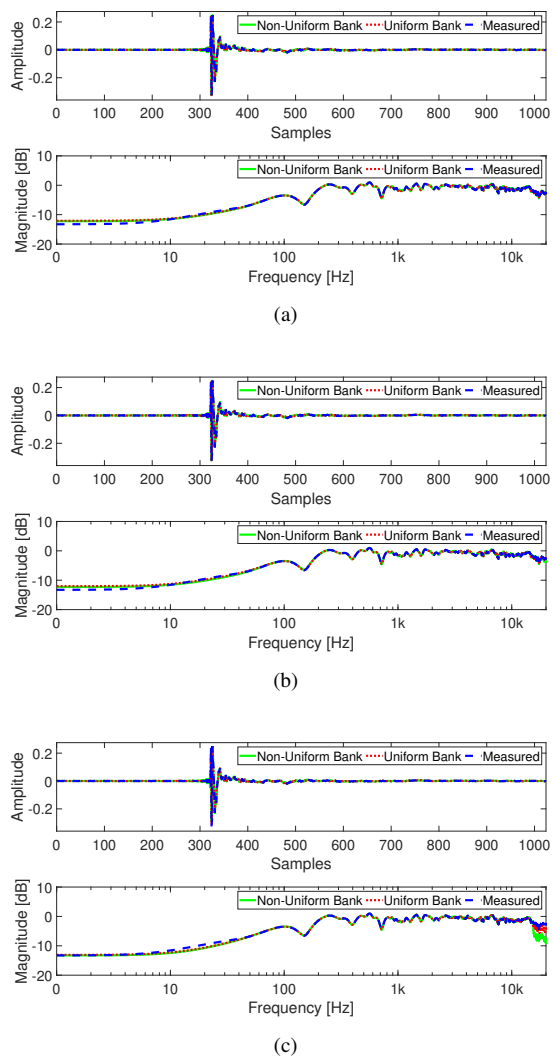 Non-Uniform Bank Uniform Bank Measured
Amplitude
0.2
0
-0.2
0 100 200 300 400 500 600 700 800 900 1000
Samples
Non-Uniform Bank Uniform Bank Measured
Magnitude [dB]
10
0
-10
-20
10 100 1k 10k
Frequency [Hz]
(a)
Non-Uniform Bank Uniform Bank Measured
Amplitude
0.2
0
-0.2
0 100 200 300 400 500 600 700 800 900 1000
Samples
Non-Uniform Bank Uniform Bank Measured
Magnitude [dB]
10
0
-10
-20
0 10 100 1k 10k
Frequency [Hz]
(b)
Non-Uniform Bank Uniform Bank Measured
Amplitude
0.2
0
-0.2
0 100 200 300 400 500 600 700 800 900 1000
Samples
Non-Uniform Bank Uniform Bank Measured
Magnitude [dB]
10
0
-10
-20
0 10 100 1k 10k
Frequency [Hz]
(c)